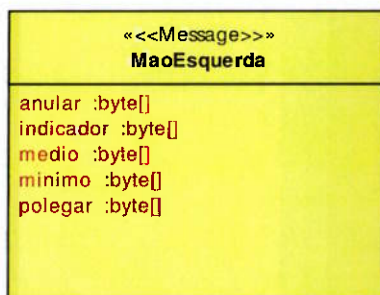 «<<Message>>»
MaoEsquerda
anular :byte[]
indicador :byte[]
medio :byte[]
minimo :byte[]
polegar :byte[]